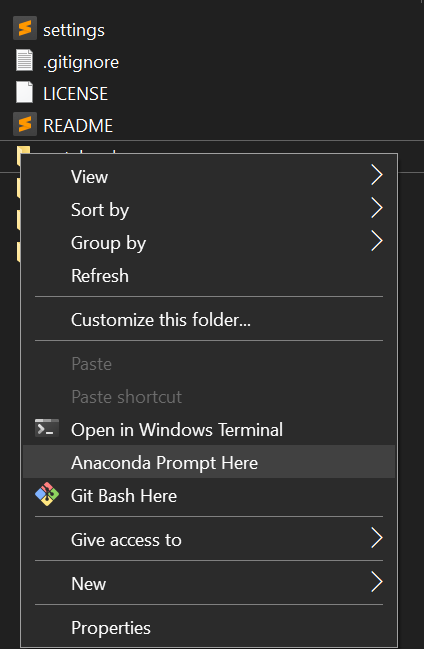 settings
.gitignore
LICENSE
README
View
Sort by
Group by
Refresh
Customize this folder...
Paste
Paste shortcut
Open in Windows Terminal
Anaconda Prompt Here
Git Bash Here
Give access to
New
Properties